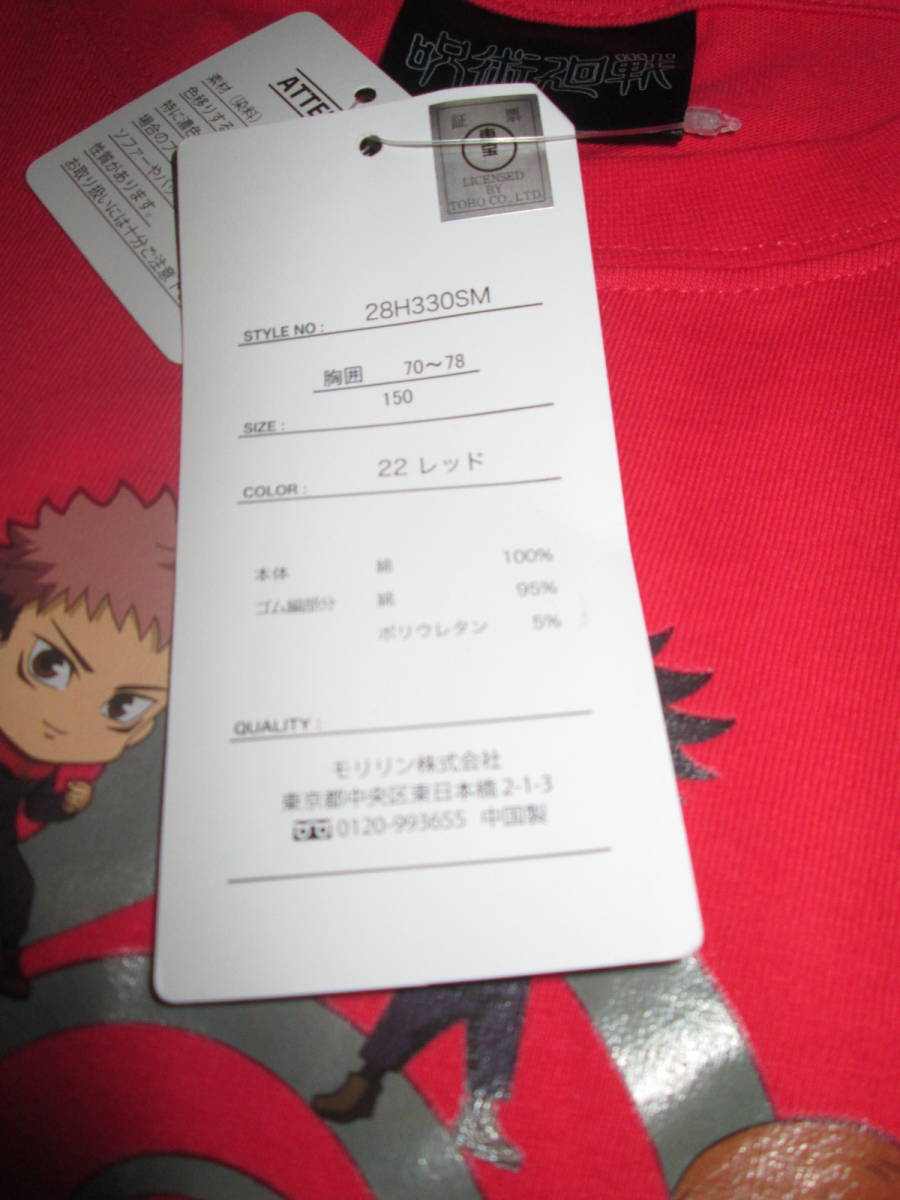 呪術廻戦
素材（染料）
色移りする
特に濃色
場合のア
ソファーやバッ
性質があります。
お取り扱いには十分ご注意下
証 票
LICENSED
BY
TOHO CO., LTD.
STYLE NO : 28H330SM
胸囲 70～78
SIZE : 150
COLOR : 22 レッド
本体 綿 100%
ゴム編部分 綿 95%
ポリウレタン 5%
QUALITY :
モリリン株式会社
東京都中央区東日本橋2-1-3
0120-993655 中国製